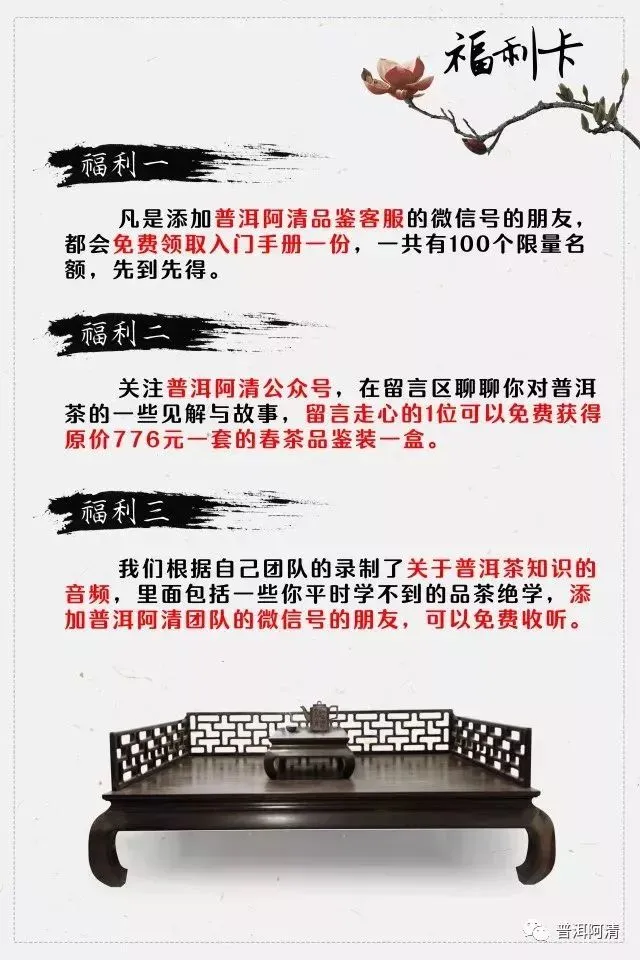 福利卡
福利一
凡是添加普洱阿清品鉴客服的微信号的朋友，
都会免费领取入门手册一份，一共有100个限量名
额，先到先得。
福利二
关注普洱阿清公众号，在留言区聊聊你对普洱
茶的一些见解与故事，留言走心的1位可以免费获得
原价776元一套的春茶品鉴装一盒。
福利三
我们根据自己团队的录制了关于普洱茶知识的
音频，里面包括一些你平时学不到的品茶绝学，添
加普洱阿清团队的微信号的朋友，可以免费收听。
普洱阿清